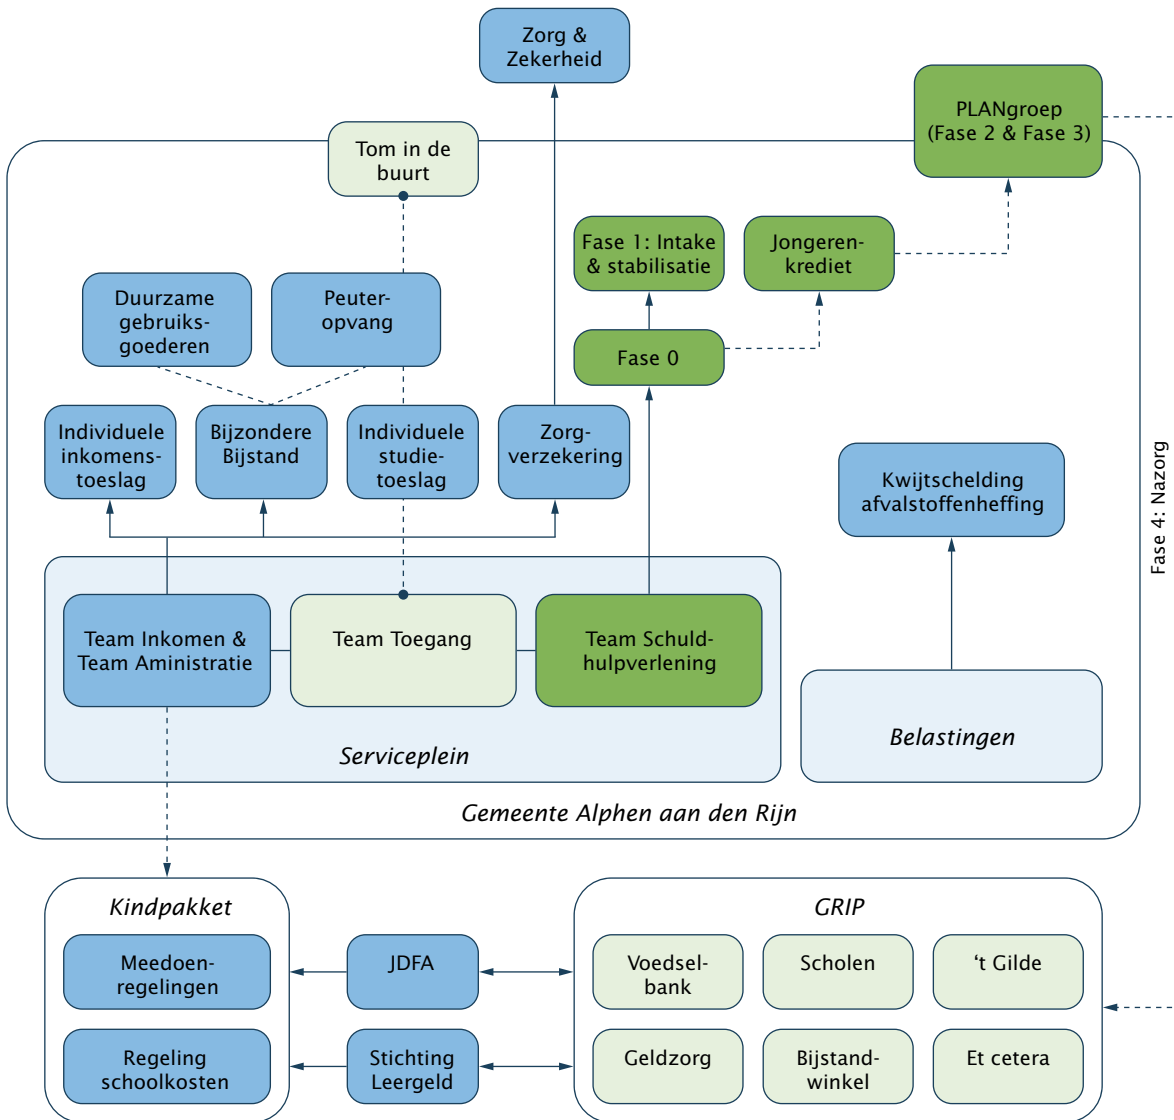 Zorg &
Zekerheid
PLANgroep
(Fase 2 & Fase 3)
Tom in de
buurt
Fase 1: Intake
& stabilisatie
Jongeren-
krediet
Duurzame
gebruiks-
goederen
Peuter-
opvang
Fase 0
Individuele
inkomens-
toeslag
Bijzondere
Bijstand
Individuele
studie-
toeslag
Zorg-
verzekering
Kwijtschelding
afvalstoffenheffing
Fase 4: Nazorg
Team Inkomen &
Team Aministratie
Team Toegang
Team Schuld-
hulpverlening
Serviceplein
Belastingen
Gemeente Alphen aan den Rijn
Kindpakket
Meedoen-
regelingen
Regeling
schoolkosten
JDFA
Stichting
Leergeld
GRIP
Voedsel-
bank
Scholen
‘t Gilde
Geldzorg
Bijstand-
winkel
Et cetera